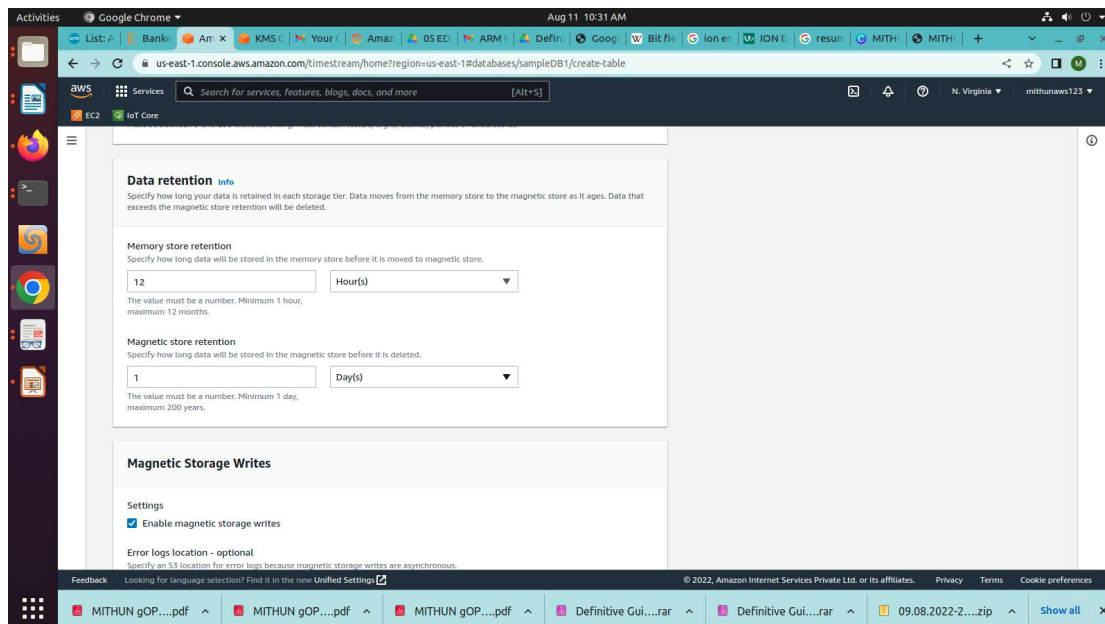 Activities Google Chrome Aug 11 10:31 AM
List: A Banke Am KMS C Your Amaz 05 ED ARM Defin Googl Bit fie ion er ION E resum MITH MITH
us-east-1.console.aws.amazon.com/timestream/home?region=us-east-1#databases/sampleDB1/create-table M
aws Services Search for services, features, blogs, docs, and more [Alt+S] N. Virginia mithunaws123
EC2 IoT Core
Data retention Info
Specify how long your data is retained in each storage tier. Data moves from the memory store to the magnetic store as it ages. Data that
exceeds the magnetic store retention will be deleted.
Memory store retention
Specify how long data will be stored in the memory store before it is moved to magnetic store.
12 Hour(s)
The value must be a number. Minimum 1 hour,
maximum 12 months.
Magnetic store retention
Specify how long data will be stored in the magnetic store before it is deleted.
1 Day(s)
The value must be a number. Minimum 1 day,
maximum 200 years.
Magnetic Storage Writes
Settings
Enable magnetic storage writes
Error logs location - optional
Specify an S3 location for error logs because magnetic storage writes are asynchronous.
Feedback Looking for language selection? Find it in the new Unified Settings © 2022, Amazon Internet Services Private Ltd. or its affiliates. Privacy Terms Cookie preferences
MITHUN gOP....pdf MITHUN gOP....pdf MITHUN gOP....pdf Definitive Gui....rar Definitive Gui....rar 09.08.2022-2....zip Show all